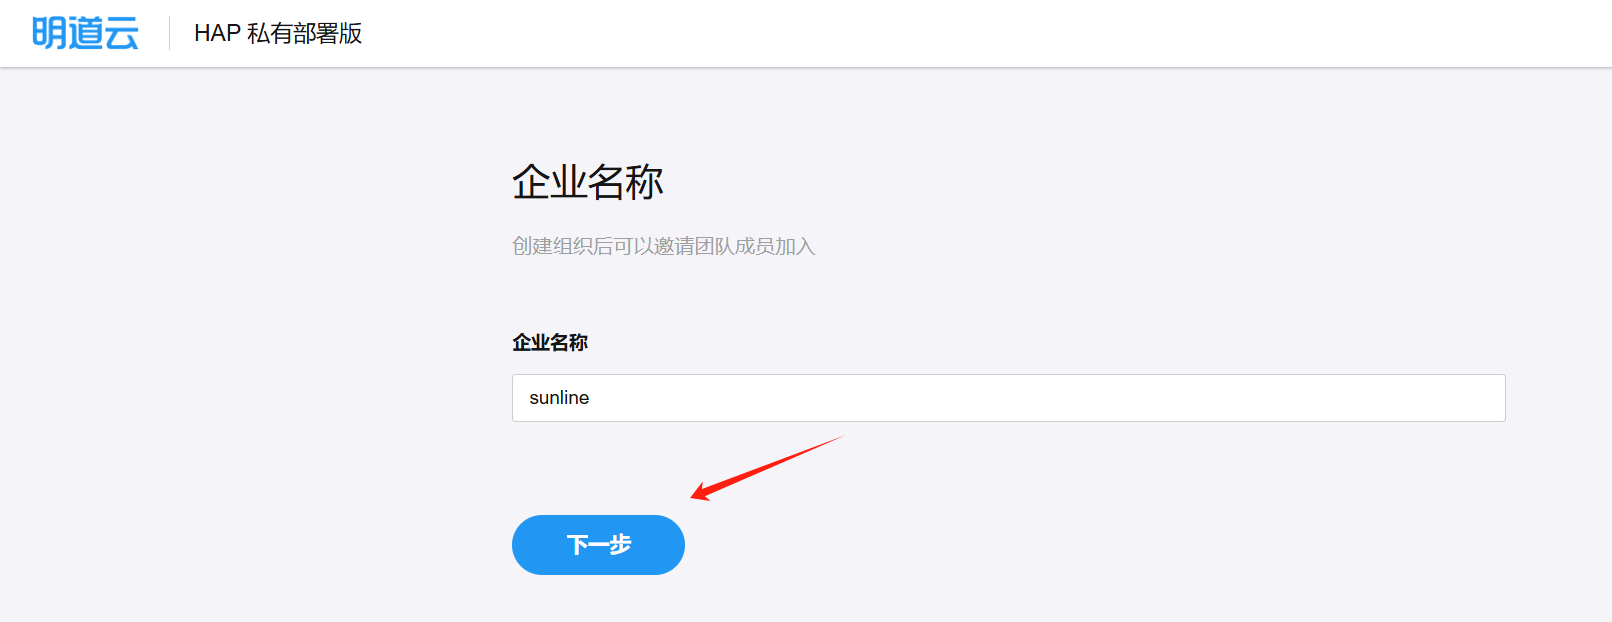 明道云 HAP 私有部署版
企业名称
创建组织后可以邀请团队成员加入
企业名称
sunline
下一步